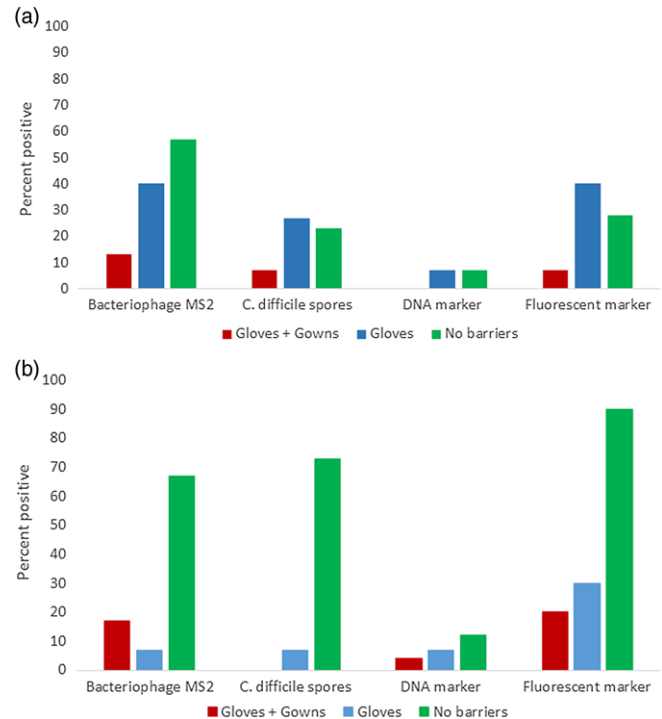 (a)
100
90
80
70
60
50
40
30
20
10
0
Percent positive
Bacteriophage MS2 C. difficile spores DNA marker Fluorescent marker
Gloves + Gowns Gloves No barriers
(b)
100
90
80
70
60
50
40
30
20
10
0
Percent positive
Bacteriophage MS2 C. difficile spores DNA marker Fluorescent marker
Gloves + Gowns Gloves No barriers